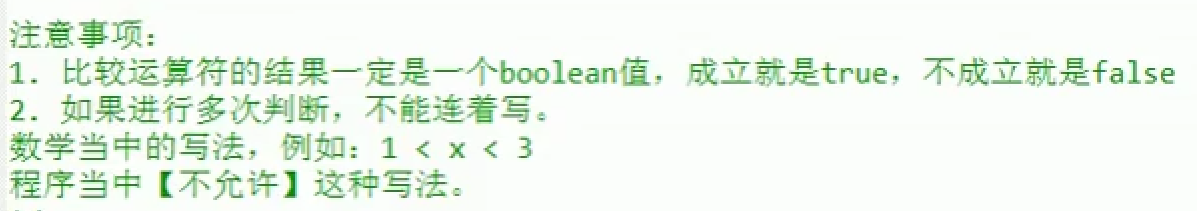 注意事项：
1. 比较运算符的结果一定是一个boolean值，成立就是true，不成立就是false
2. 如果进行多次判断，不能连着写。
数学当中的写法，例如：1 < x < 3
程序当中【不允许】这种写法。